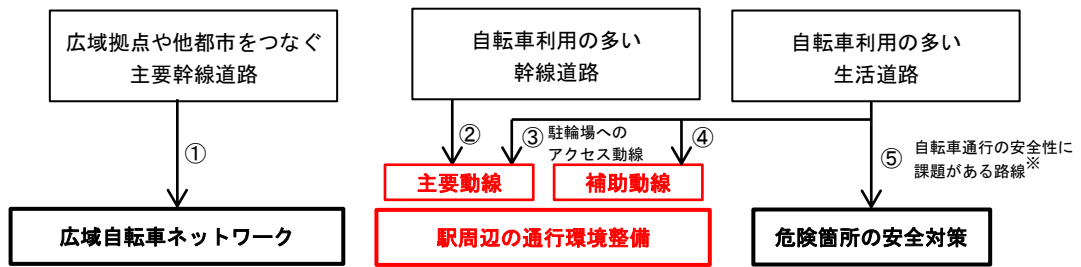 広域拠点や他都市をつなぐ
主要幹線道路
自転車利用の多い
幹線道路
自転車利用の多い
生活道路
①
②
③ 駐輪場への
アクセス動線
④
⑤ 自転車通行の安全性に
課題がある路線※
主要動線
補助動線
広域自転車ネットワーク
駅周辺の通行環境整備
危険箇所の安全対策